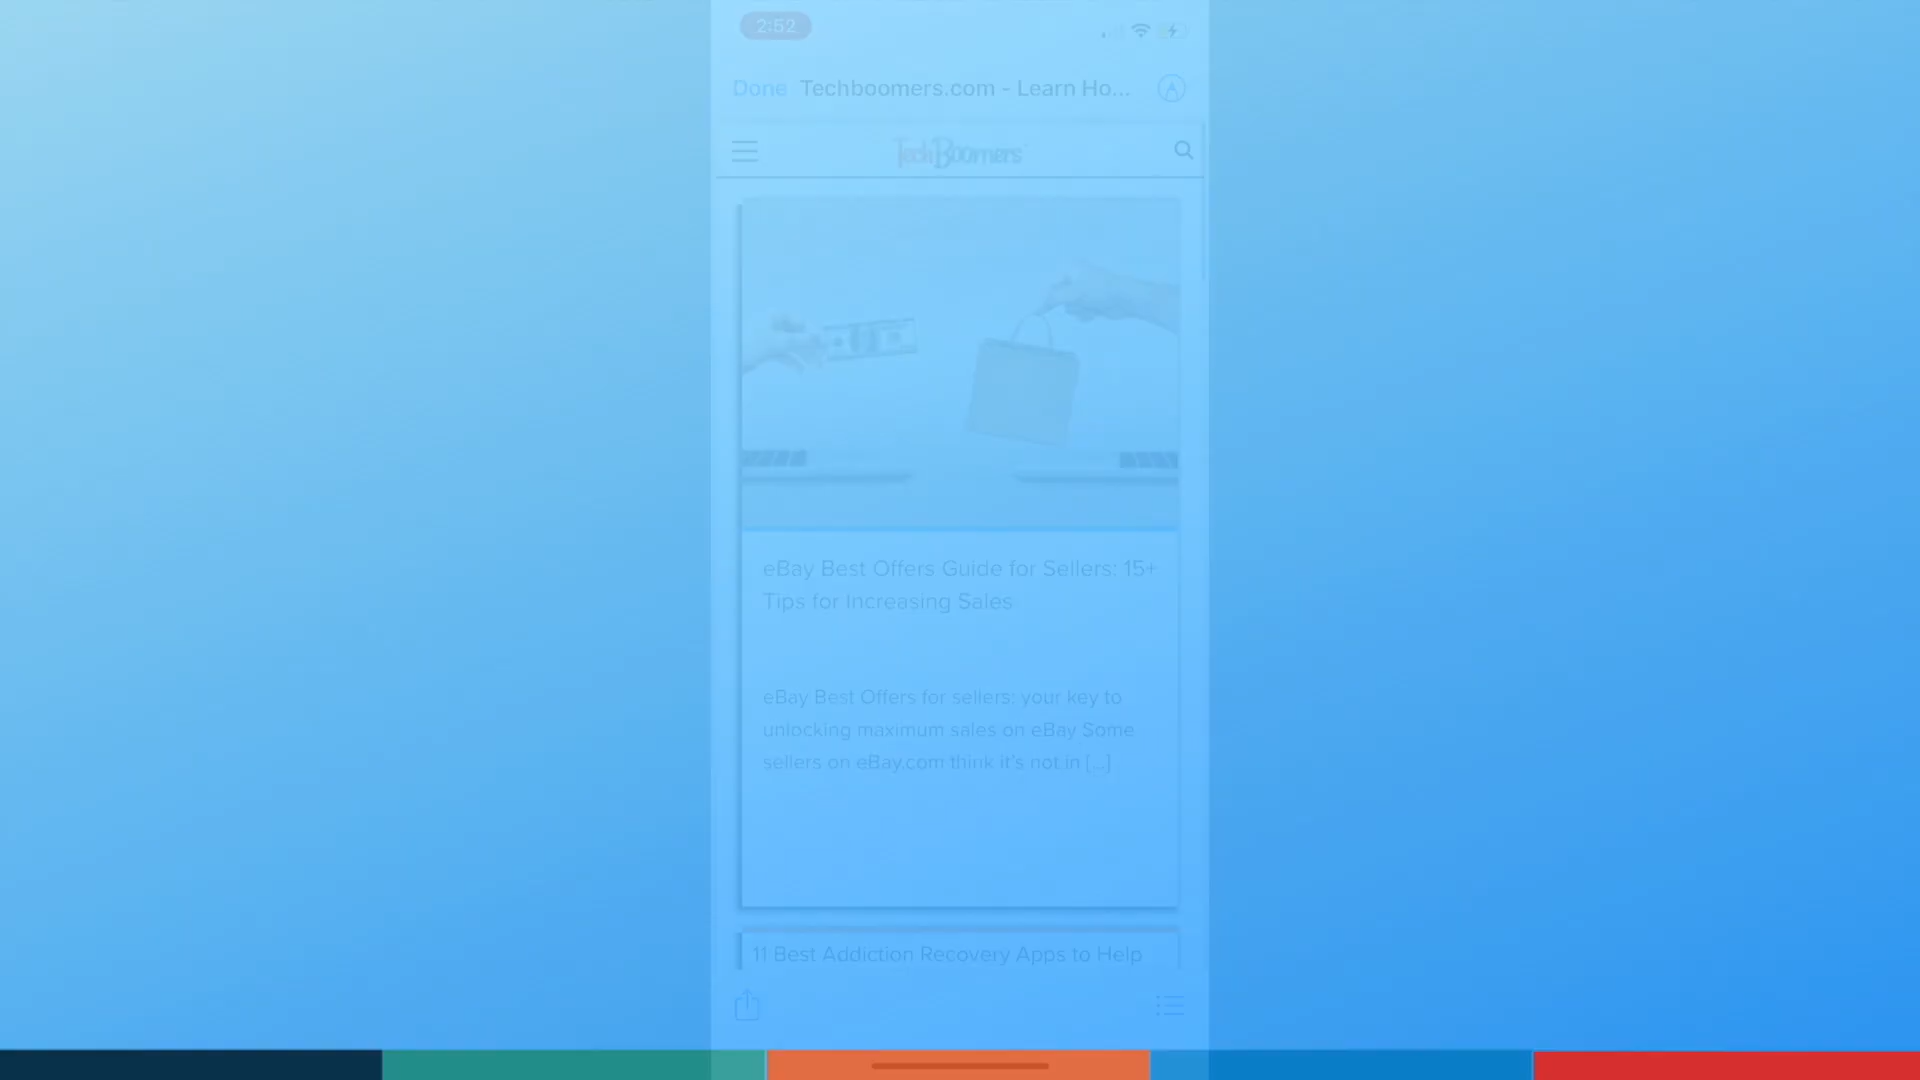 2:52
Done Techboomers.com - Learn Ho...
TechBoomers
eBay Best Offers Guide for Sellers: 15+
Tips for Increasing Sales
eBay Best Offers for sellers: your key to
unlocking maximum sales on eBay Some
sellers on eBay.com think it's not in [...]
11 Best Addiction Recovery Apps to Help